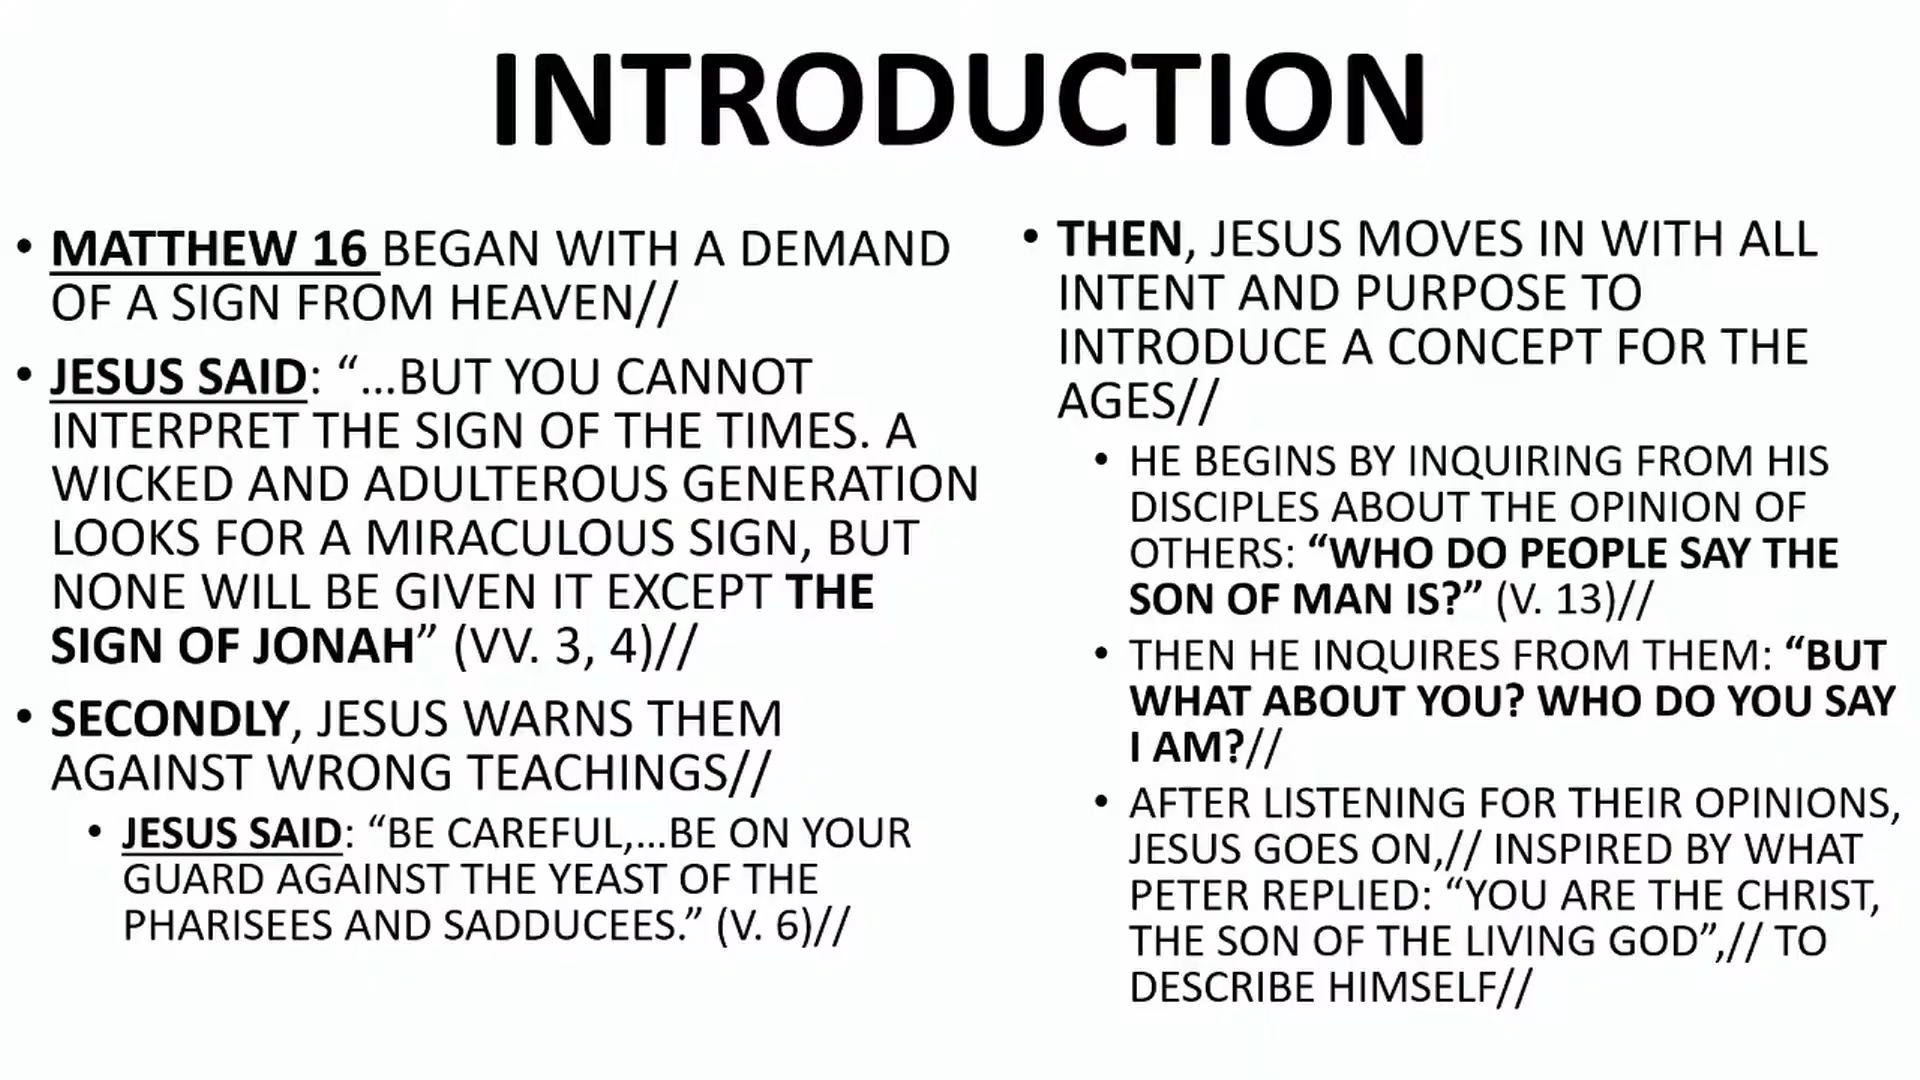 INTRODUCTION
• MATTHEW 16 BEGAN WITH A DEMAND
OF A SIGN FROM HEAVEN//
• JESUS SAID: “…BUT YOU CANNOT
INTERPRET THE SIGN OF THE TIMES. A
WICKED AND ADULTEROUS GENERATION
LOOKS FOR A MIRACULOUS SIGN, BUT
NONE WILL BE GIVEN IT EXCEPT THE
SIGN OF JONAH” (VV. 3, 4)//
• SECONDLY, JESUS WARNS THEM
AGAINST WRONG TEACHINGS//
• JESUS SAID: “BE CAREFUL,…BE ON YOUR
GUARD AGAINST THE YEAST OF THE
PHARISEES AND SADDUCEES.” (V. 6)//
• THEN, JESUS MOVES IN WITH ALL
INTENT AND PURPOSE TO
INTRODUCE A CONCEPT FOR THE
AGES//
• HE BEGINS BY INQUIRING FROM HIS
DISCIPLES ABOUT THE OPINION OF
OTHERS: “WHO DO PEOPLE SAY THE
SON OF MAN IS?” (V. 13)//
• THEN HE INQUIRES FROM THEM: “BUT
WHAT ABOUT YOU? WHO DO YOU SAY
I AM?//
• AFTER LISTENING FOR THEIR OPINIONS,
JESUS GOES ON,// INSPIRED BY WHAT
PETER REPLIED: “YOU ARE THE CHRIST,
THE SON OF THE LIVING GOD”,// TO
DESCRIBE HIMSELF//